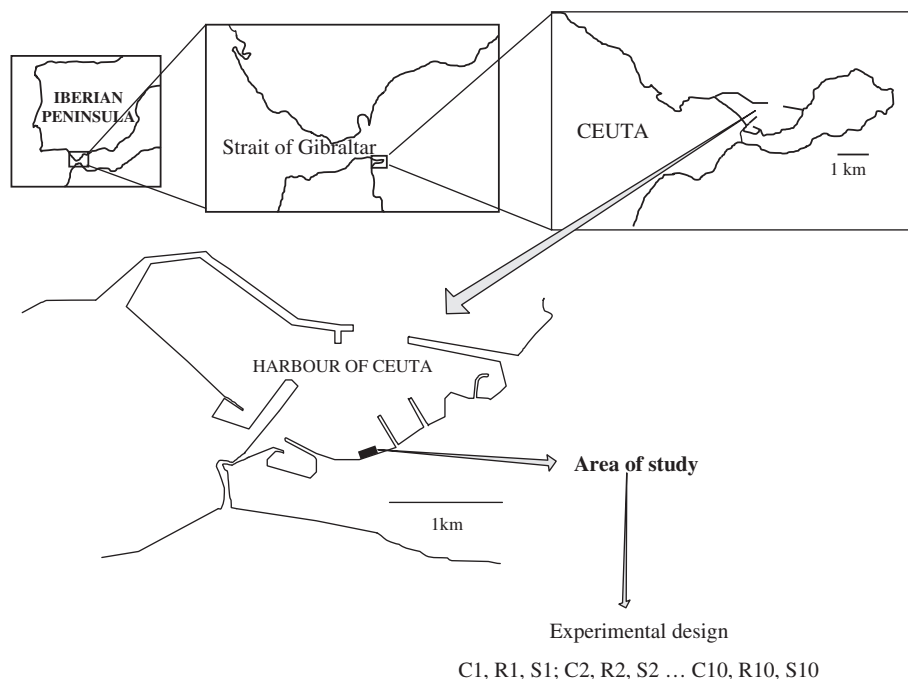 IBERIAN
PENINSULA
Strait of Gibraltar
CEUTA
1 km
HARBOUR OF CEUTA
Area of study
1km
Experimental design
C1, R1, S1; C2, R2, S2 … C10, R10, S10